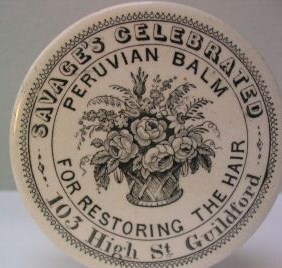 SAVAGE'S CELEBRATED
PERUVIAN BALM
FOR RESTORING THE HAIR
103 High St Guildford